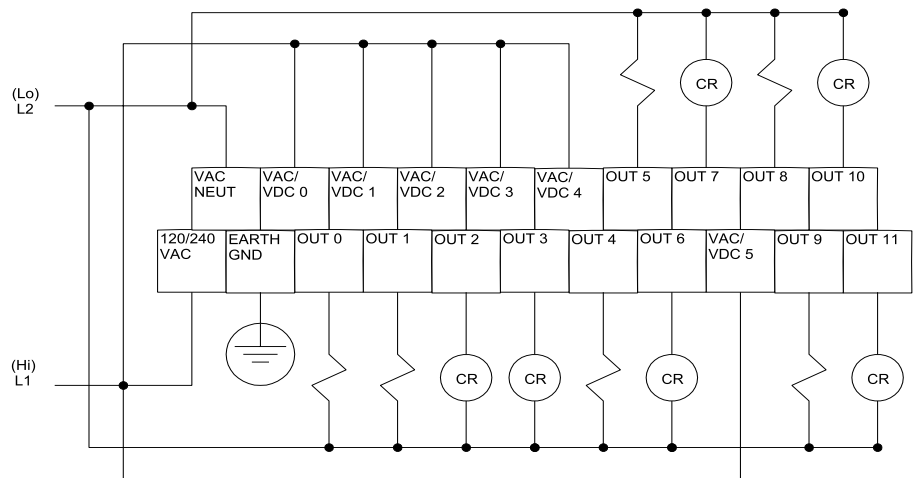 CR
CR
(Lo)
L2
VAC
NEUT
VAC/
VDC 0
VAC/
VDC 1
VAC/
VDC 2
VAC/
VDC 3
VAC/
VDC 4
OUT 5
OUT 7
OUT 8
OUT 10
120/240
VAC
EARTH
GND
OUT 0
OUT 1
OUT 2
OUT 3
OUT 4
OUT 6
VAC/
VDC 5
OUT 9
OUT 11
(Hi)
L1
CR
CR
CR
CR